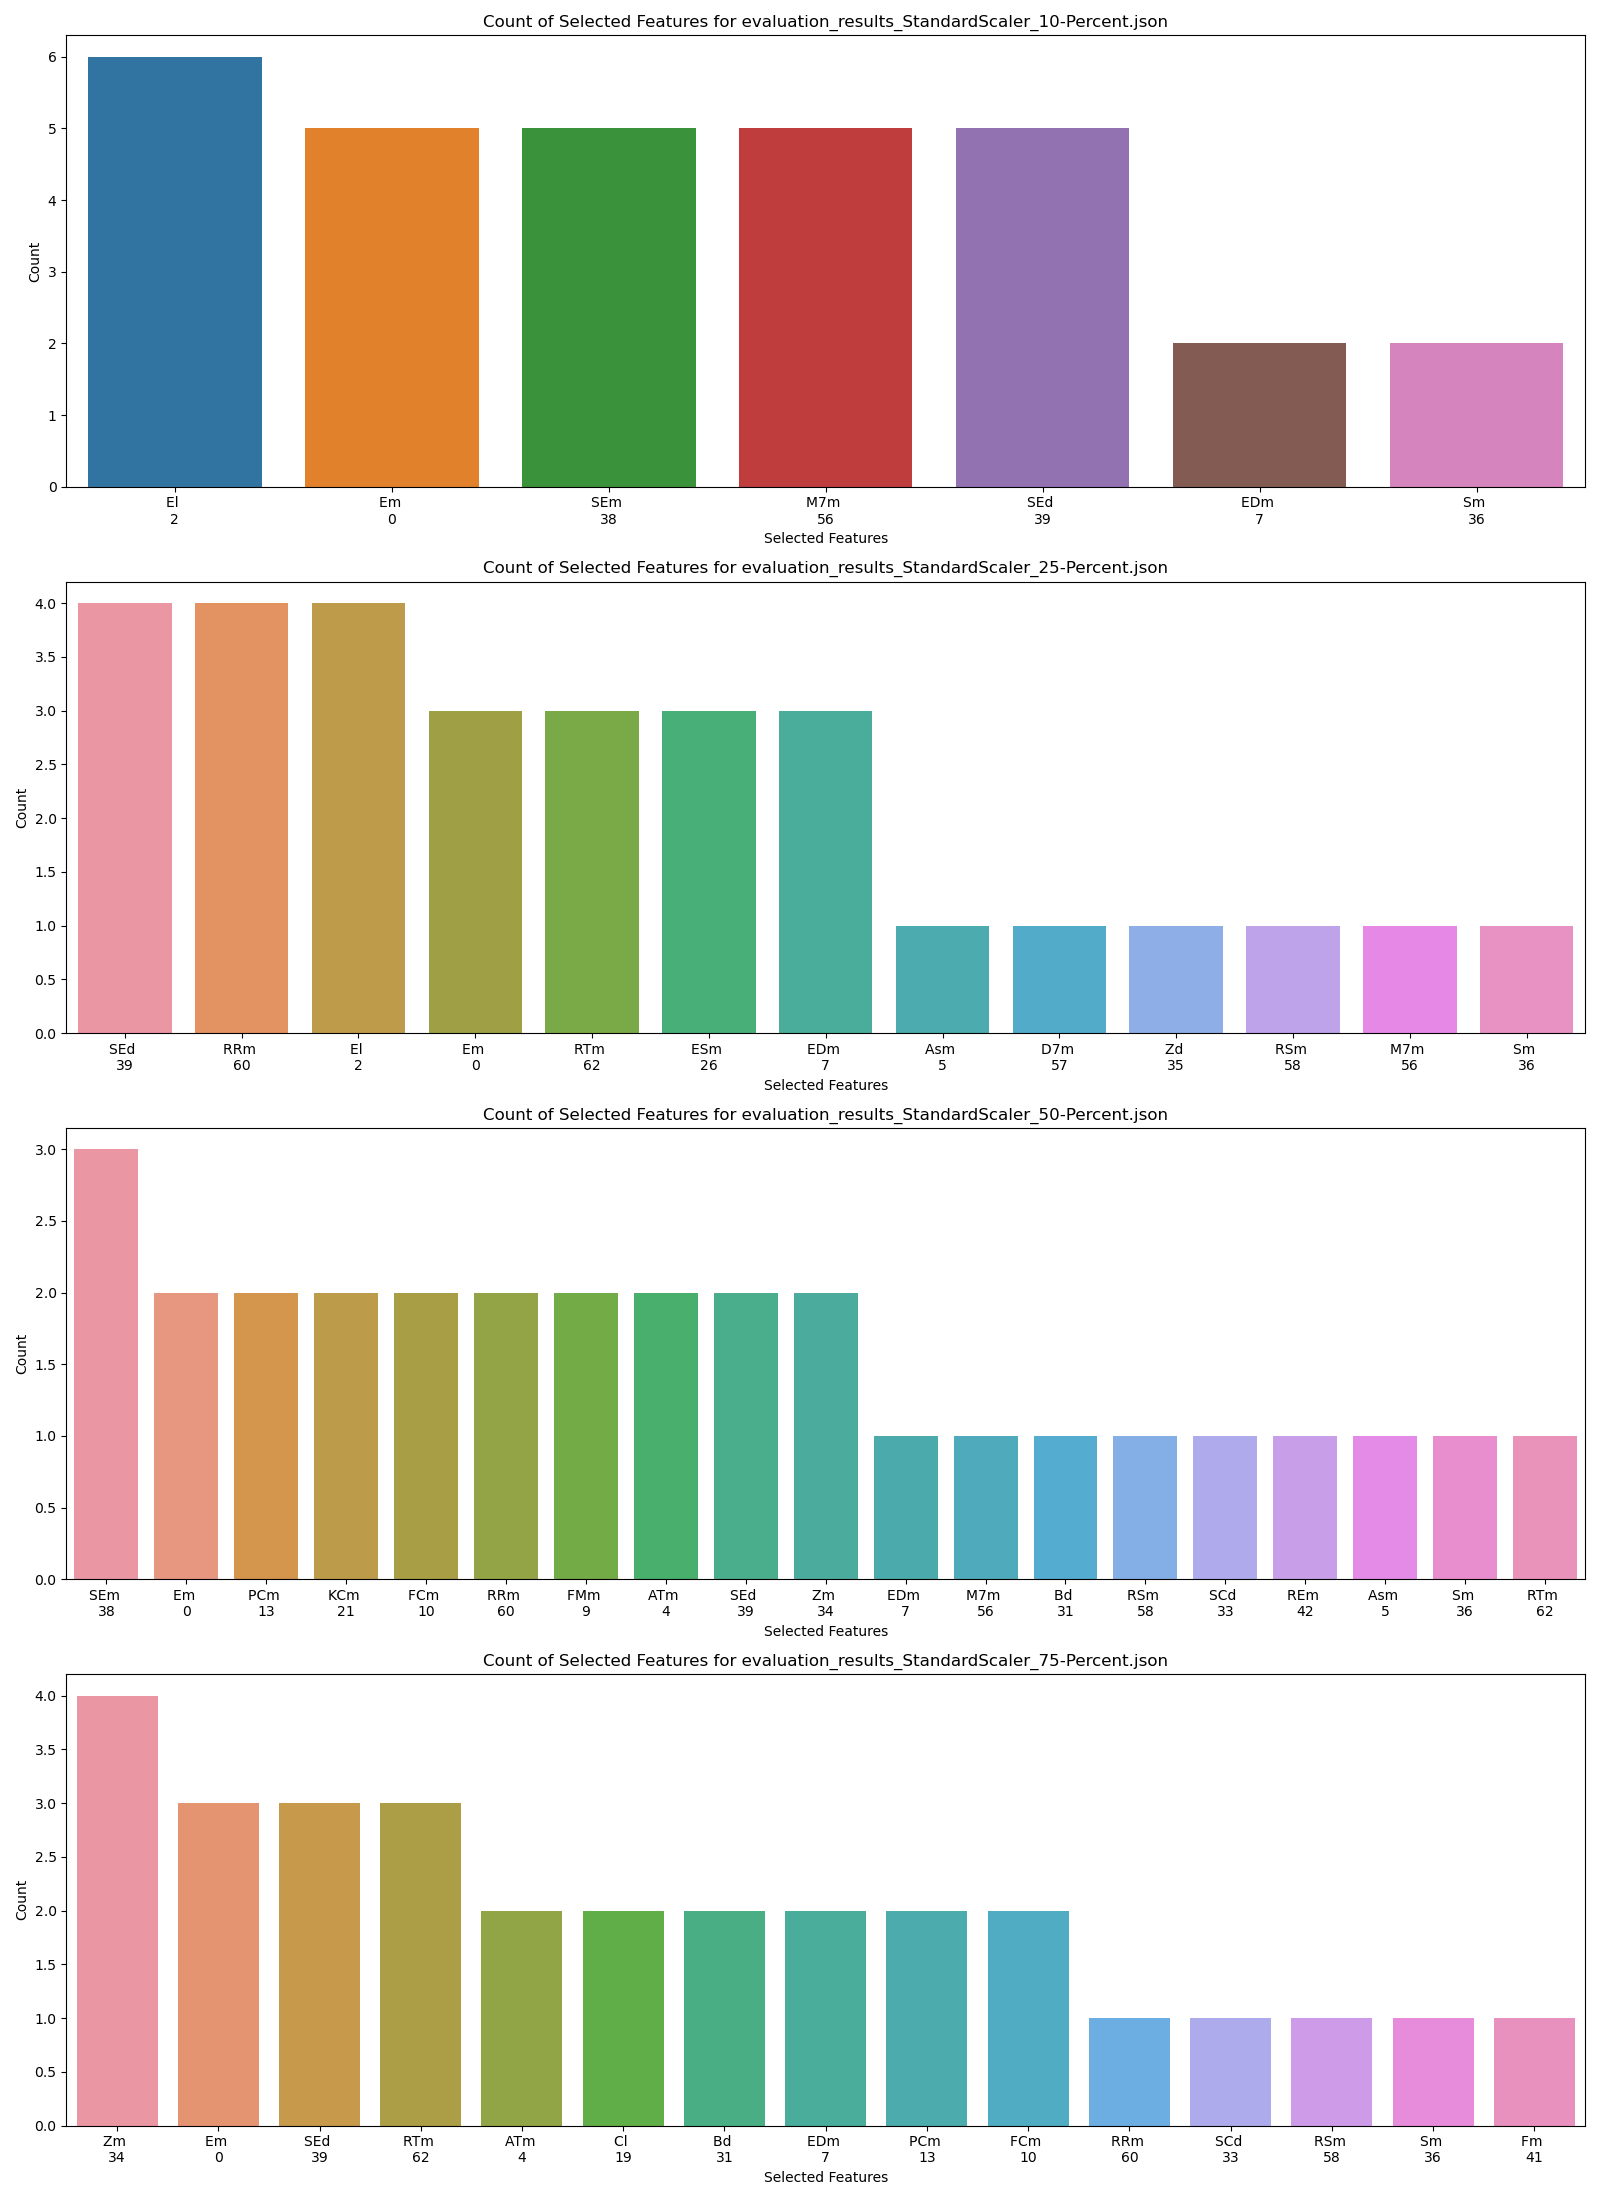 Count of Selected Features for evaluation_results_StandardScaler_10-Percent.json
6
5
4
3
2
1
0
Count
El Em SEm M7m SEd EDm Sm
2 0 38 56 39 7 36
Selected Features
Count of Selected Features for evaluation_results_StandardScaler_25-Percent.json
4.0
3.5
3.0
2.5
2.0
1.5
1.0
0.5
0.0
Count
SEd RRm El Em RTm ESm EDm Asm D7m Zd RSm M7m Sm
39 60 2 0 62 26 7 5 57 35 58 56 36
Selected Features
Count of Selected Features for evaluation_results_StandardScaler_50-Percent.json
3.0
2.5
2.0
1.5
1.0
0.5
0.0
Count
SEm Em PCm KCm FCm RRm FMm ATm SEd Zm EDm M7m Bd RSm SCd REm Asm Sm RTm
38 0 13 21 10 60 9 4 39 34 7 56 31 58 33 42 5 36 62
Selected Features
Count of Selected Features for evaluation_results_StandardScaler_75-Percent.json
4.0
3.5
3.0
2.5
2.0
1.5
1.0
0.5
0.0
Count
Zm Em SEd RTm ATm Cl Bd EDm PCm FCm RRm SCd RSm Sm Fm
34 0 39 62 4 19 31 7 13 10 60 33 58 36 41
Selected Features